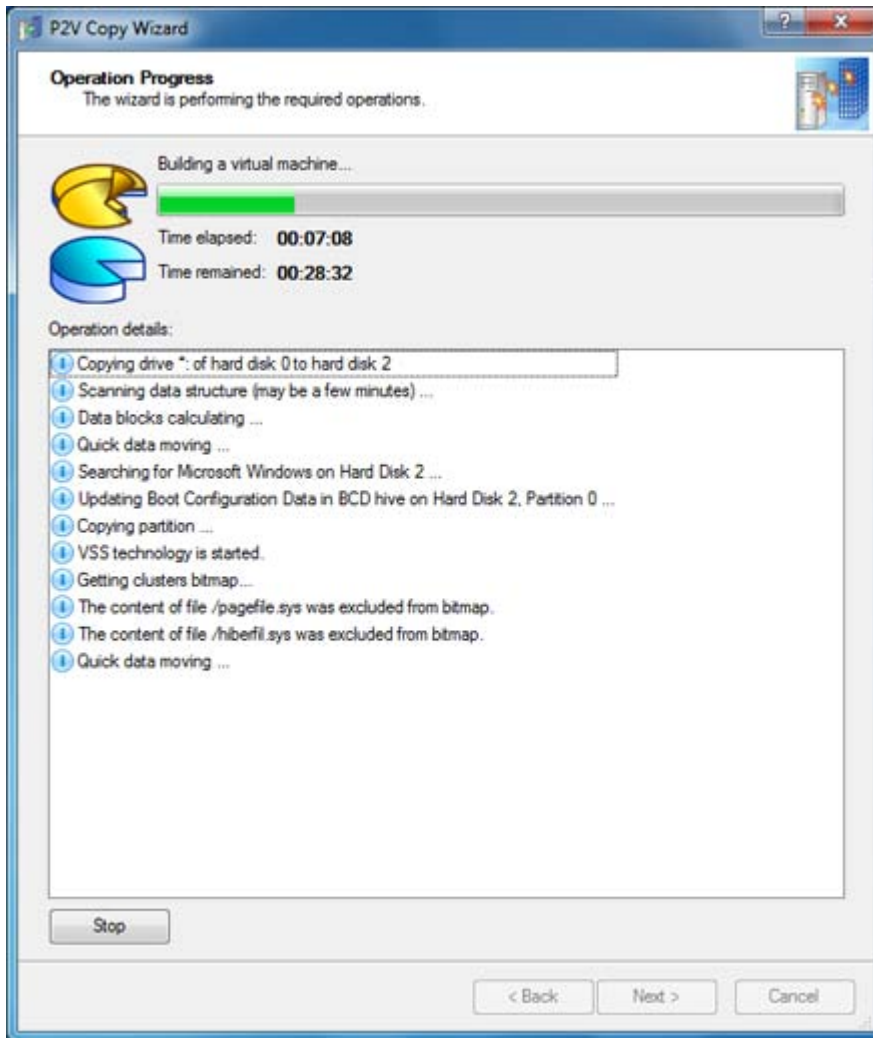 P2V Copy Wizard
Operation Progress
The wizard is performing the required operations.
Building a virtual machine...
Time elapsed: 00:07:08
Time remained: 00:28:32
Operation details:
Copying drive *: of hard disk 0 to hard disk 2
Scanning data structure (may be a few minutes) ...
Data blocks calculating ...
Quick data moving ...
Searching for Microsoft Windows on Hard Disk 2 ...
Updating Boot Configuration Data in BCD hive on Hard Disk 2, Partition 0 ...
Copying partition ...
VSS technology is started.
Getting clusters bitmap...
The content of file /pagefile.sys was excluded from bitmap.
The content of file /hiberfil.sys was excluded from bitmap.
Quick data moving ...
Stop
< Back Next > Cancel